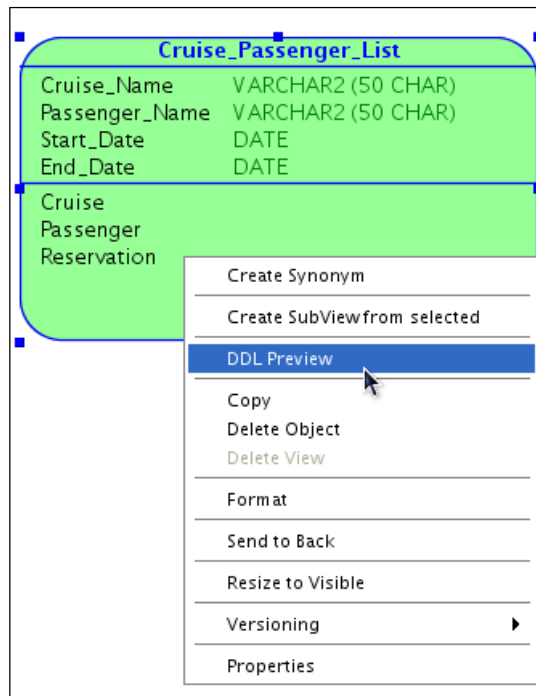 Cruise_Passenger_List
Cruise_Name VARCHAR2 (50 CHAR)
Passenger_Name VARCHAR2 (50 CHAR)
Start_Date DATE
End_Date DATE
Cruise
Passenger
Reservation
Create Synonym
Create SubView from selected
DDL Preview
Copy
Delete Object
Delete View
Format
Send to Back
Resize to Visible
Versioning
Properties